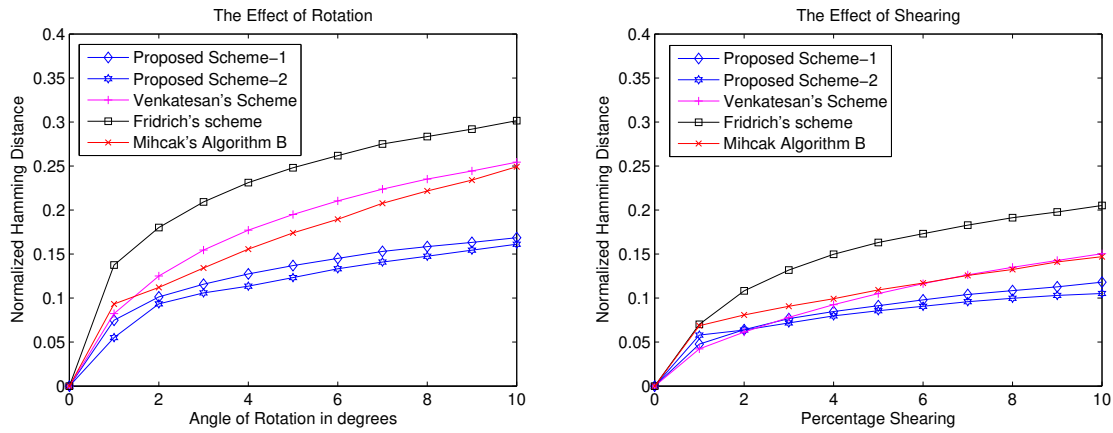 The Effect of Rotation
0.4
0.35
0.3
0.25
0.2
0.15
0.1
0.05
0
Normalized Hamming Distance
Proposed Scheme−1
Proposed Scheme−2
Venkatesan's Scheme
Fridrich's scheme
Mihcak's Algorithm B
0 2 4 6 8 10
Angle of Rotation in degrees
The Effect of Shearing
0.4
0.35
0.3
0.25
0.2
0.15
0.1
0.05
0
Normalized Hamming Distance
Proposed Scheme−1
Proposed Scheme−2
Venkatesan's Scheme
Fridrich's scheme
Mihcak Algorithm B
0 2 4 6 8 10
Percentage Shearing